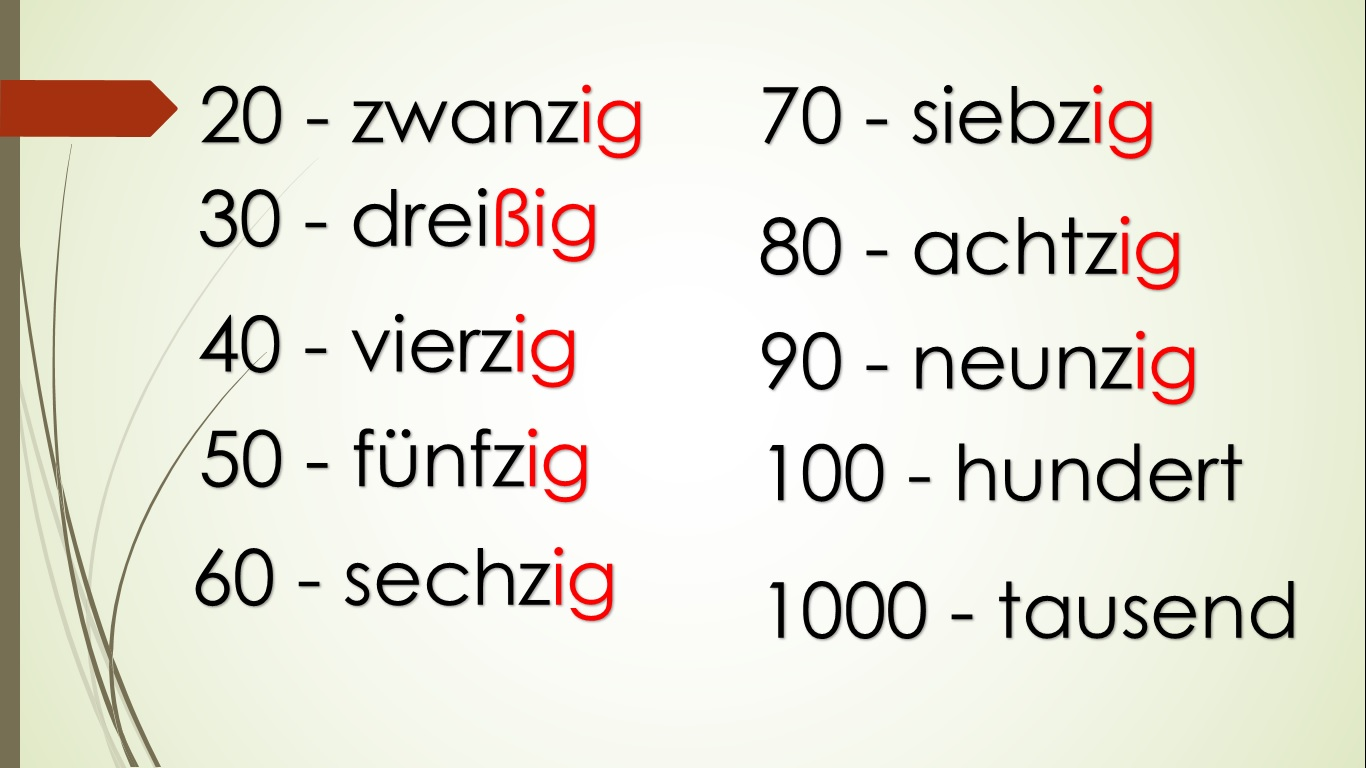 20 - zwanzig
30 - dreißig
40 - vierzig
50 - fünfzig
60 - sechzig
70 - siebzig
80 - achtzig
90 - neunzig
100 - hundert
1000 - tausend